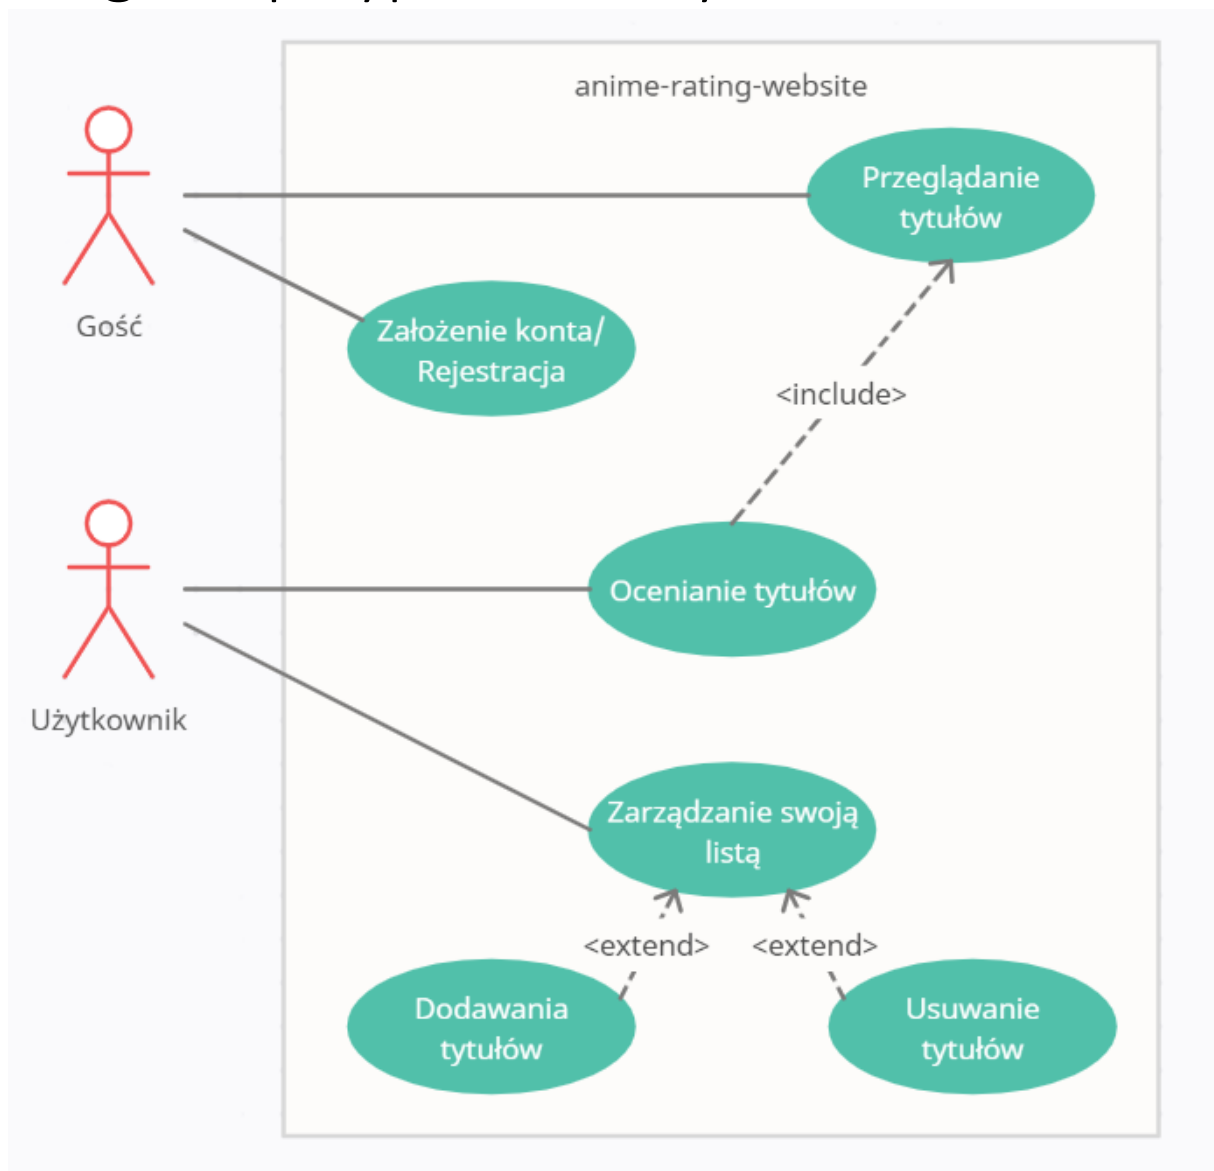 anime-rating-website
Przeglądanie
tytułów
Gość
Założenie konta/
Rejestracja
<include>
Ocenianie tytułów
Użytkownik
Zarządzanie swoją
listą
<extend>
<extend>
Dodawania
tytułów
Usuwanie
tytułów